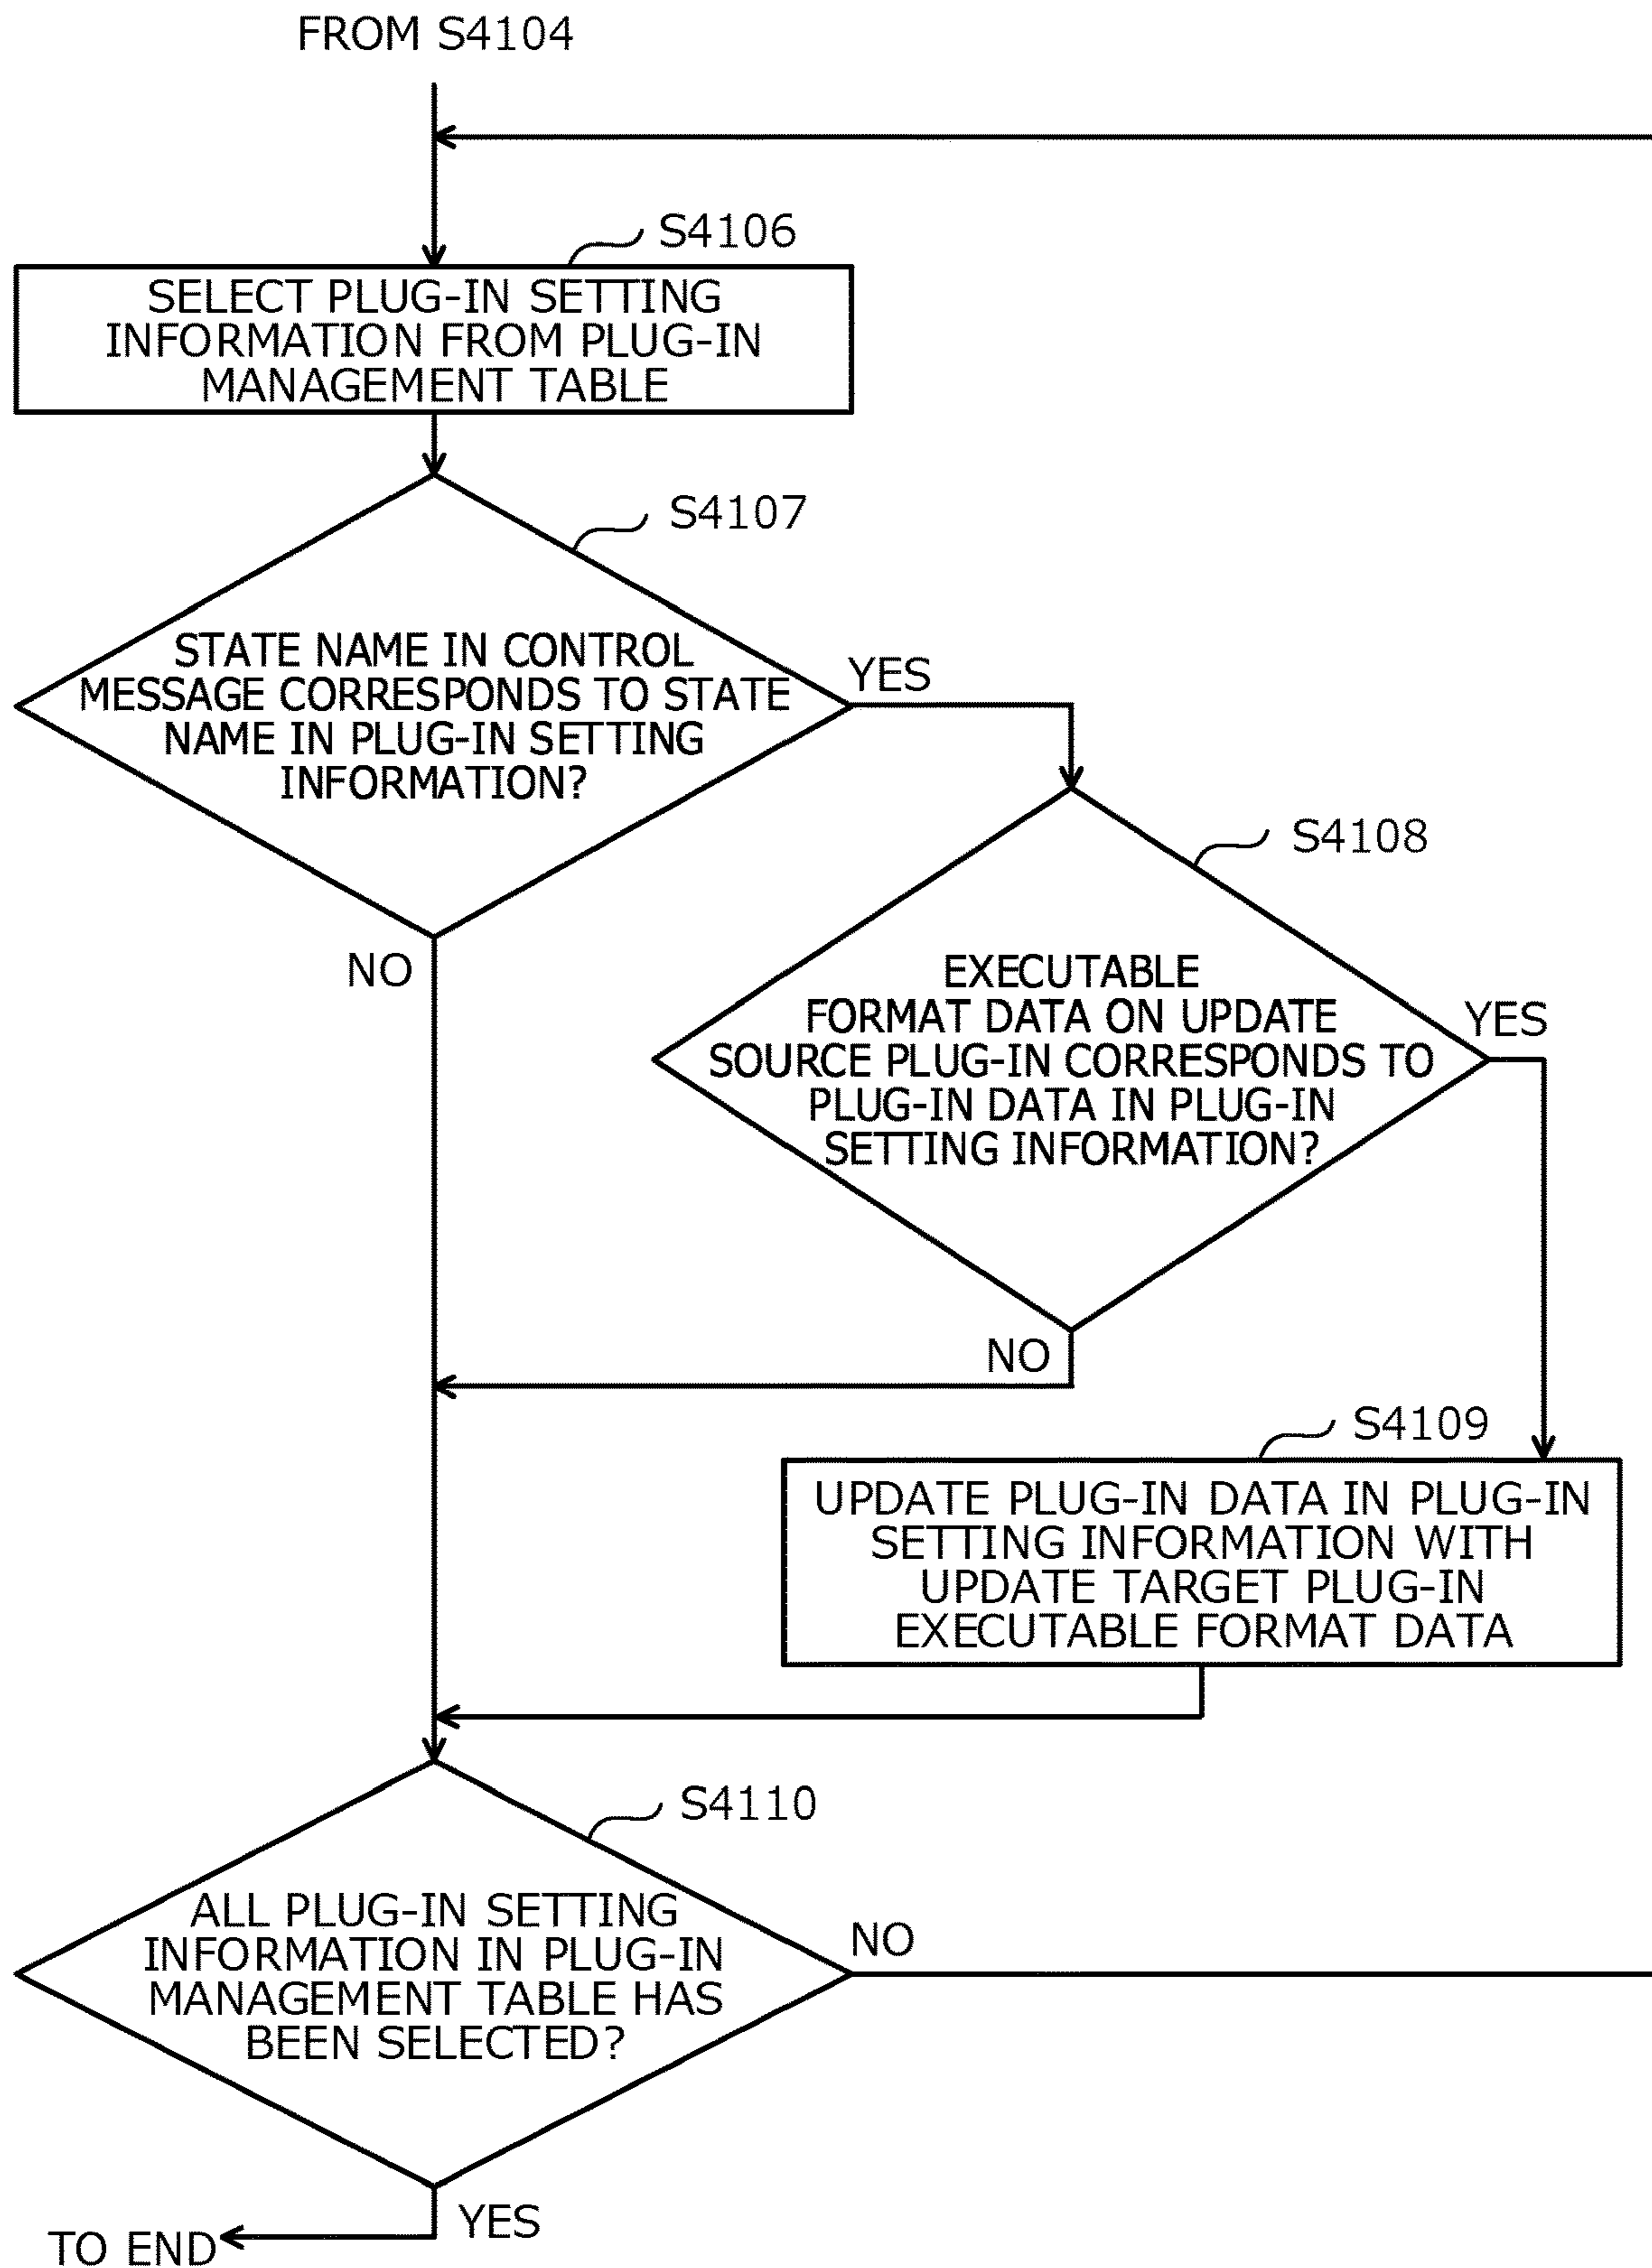 FROM S4104
S4106
SELECT PLUG-IN SETTING
INFORMATION FROM PLUG-IN
MANAGEMENT TABLE
S4107
STATE NAME IN CONTROL
MESSAGE CORRESPONDS TO STATE
NAME IN PLUG-IN SETTING
INFORMATION?
YES
NO
S4108
EXECUTABLE
FORMAT DATA ON UPDATE
SOURCE PLUG-IN CORRESPONDS TO
PLUG-IN DATA IN PLUG-IN
SETTING INFORMATION?
YES
NO
S4109
UPDATE PLUG-IN DATA IN PLUG-IN
SETTING INFORMATION WITH
UPDATE TARGET PLUG-IN
EXECUTABLE FORMAT DATA
S4110
ALL PLUG-IN SETTING
INFORMATION IN PLUG-IN
MANAGEMENT TABLE HAS
BEEN SELECTED?
NO
YES
TO END